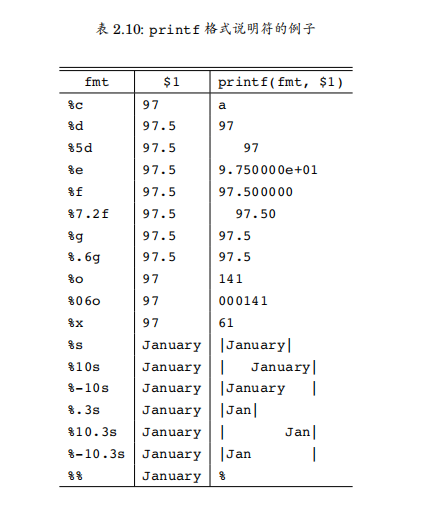 表 2.10: printf 格式说明符的例子
fmt $1 printf(fmt, $1)
%c 97 a
%d 97.5 97
%5d 97.5    97
%e 97.5 9.750000e+01
%f 97.5 97.500000
%7.2f 97.5   97.50
%g 97.5 97.5
%.6g 97.5 97.5
%o 97 141
%06o 97 000141
%x 97 61
%s January |January|
%10s January |   January|
%-10s January |January   |
%.3s January |Jan|
%10.3s January |       Jan|
%-10.3s January |Jan       |
%% January %